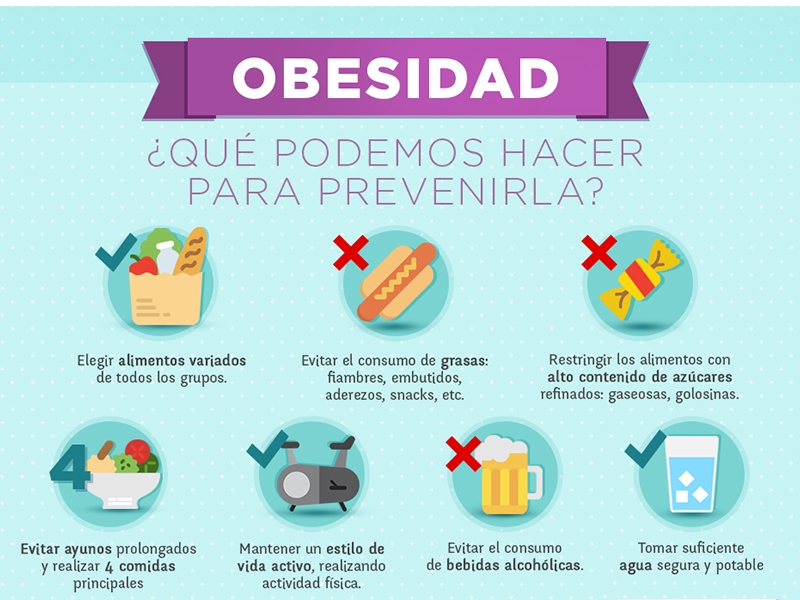 OBESIDAD
¿QUÉ PODEMOS HACER
PARA PREVENIRLA?
Elegir alimentos variados
de todos los grupos.
Evitar el consumo de grasas:
fiambres, embutidos,
aderezos, snacks, etc.
Restringir los alimentos con
alto contenido de azúcares
refinados: gaseosas, golosinas.
4
Evitar ayunos prolongados
y realizar 4 comidas
principales
Mantener un estilo de
vida activo, realizando
actividad física.
Evitar el consumo
de bebidas alcohólicas.
Tomar suficiente
agua segura y potable